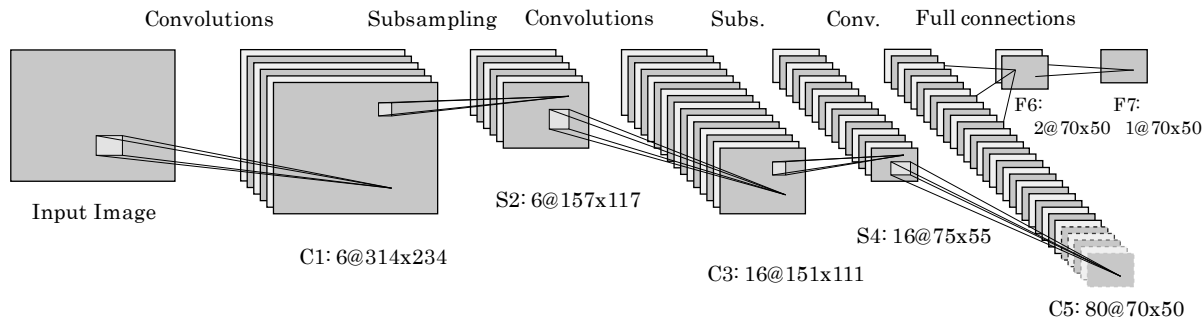 Convolutions
Subsampling
Convolutions
Subs.
Conv.
Full connections
F6:
2@70x50
F7:
1@70x50
Input Image
S2: 6@157x117
C1: 6@314x234
S4: 16@75x55
C3: 16@151x111
C5: 80@70x50